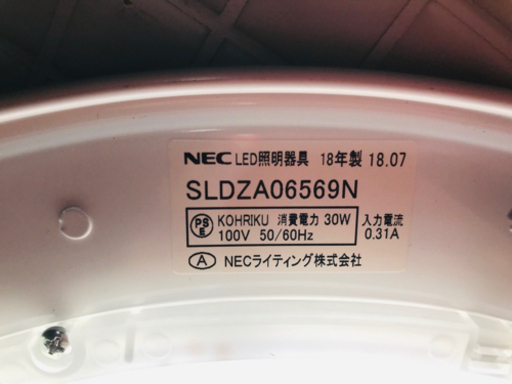 NEC LED照明器具 18年製 18.07
SLDZA06569N
PSE KOHRIKU 消費電力 30W 入力電流
100V 50/60Hz 0.31A
A NECライティング株式会社